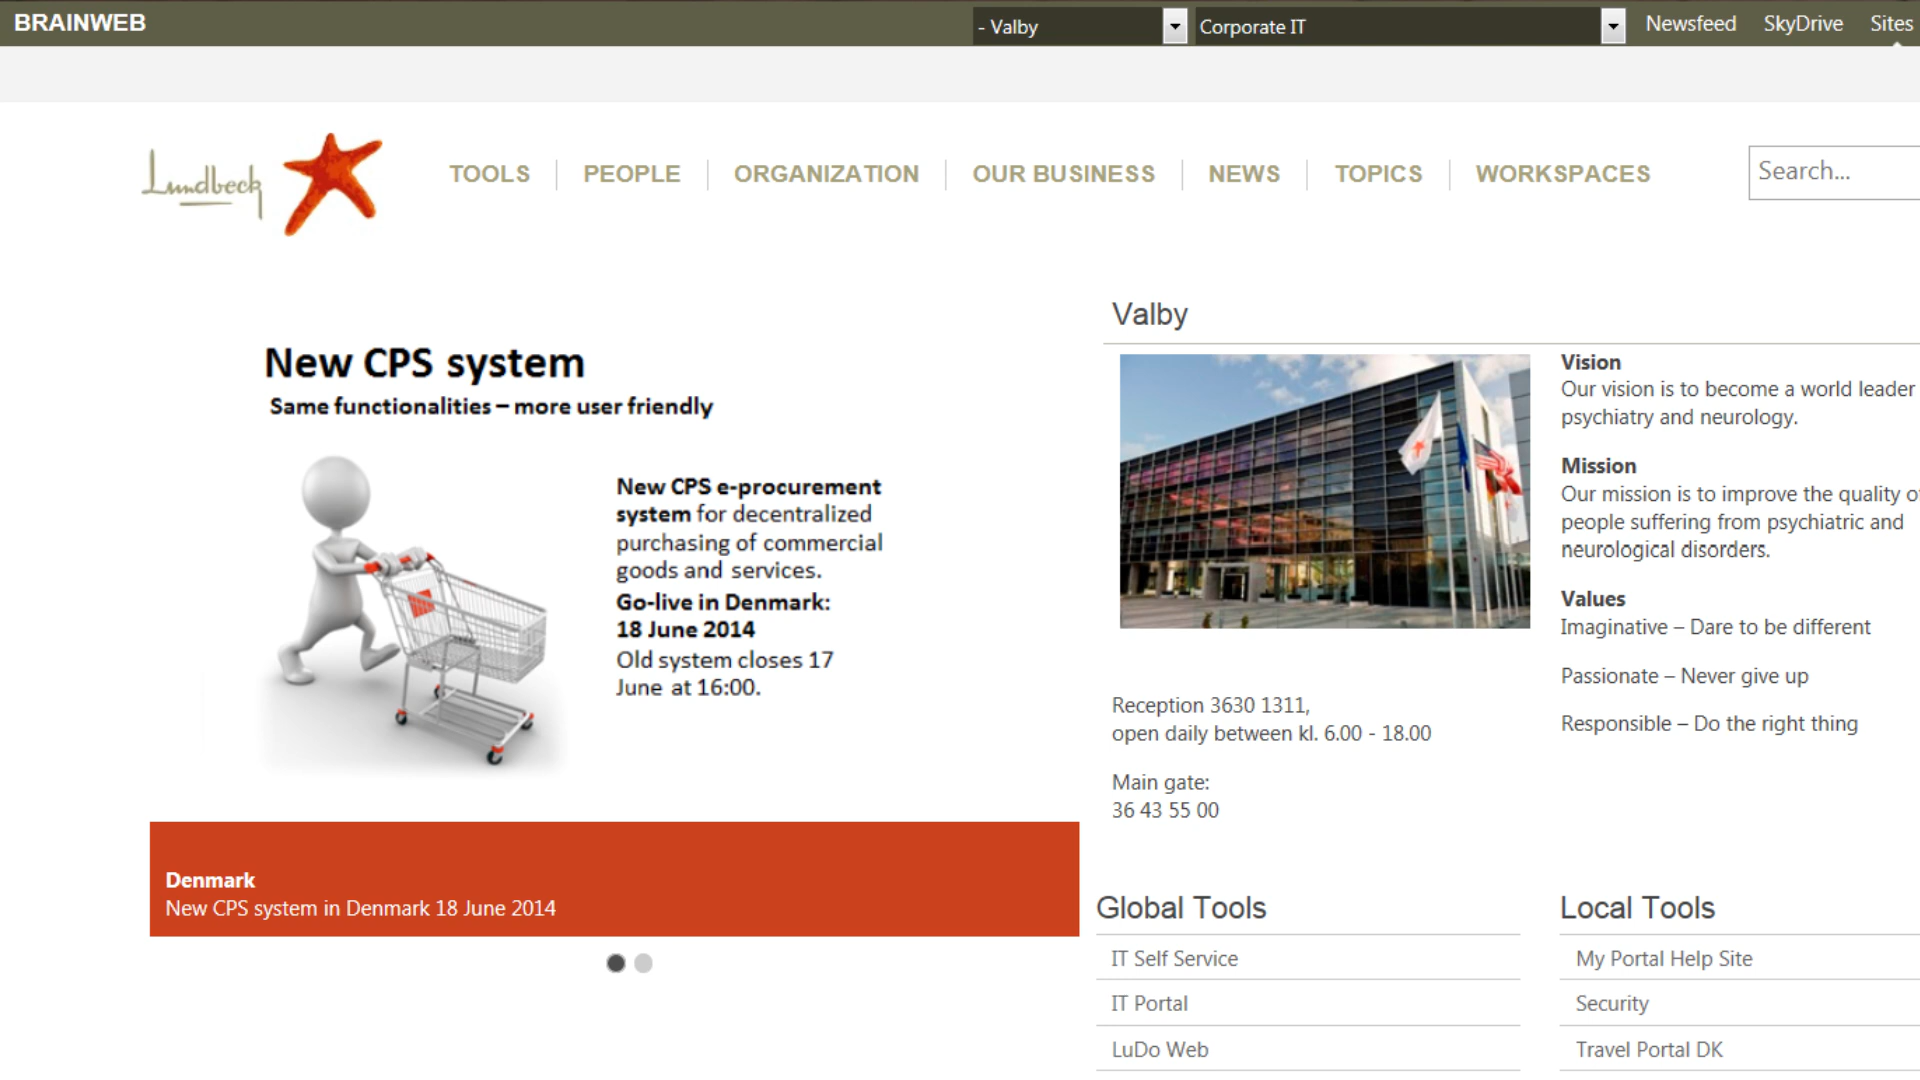 BRAINWEB
- Valby
Corporate IT
Newsfeed
SkyDrive
Sites
Lundbeck
TOOLS
PEOPLE
ORGANIZATION
OUR BUSINESS
NEWS
TOPICS
WORKSPACES
Search...
New CPS system
Same functionalities – more user friendly
New CPS e-procurement
system for decentralized
purchasing of commercial
goods and services.
Go-live in Denmark:
18 June 2014
Old system closes 17
June at 16:00.
Denmark
New CPS system in Denmark 18 June 2014
Valby
Reception 3630 1311,
open daily between kl. 6.00 - 18.00
Main gate:
36 43 55 00
Vision
Our vision is to become a world leader
psychiatry and neurology.
Mission
Our mission is to improve the quality of
people suffering from psychiatric and
neurological disorders.
Values
Imaginative – Dare to be different
Passionate – Never give up
Responsible – Do the right thing
Global Tools
IT Self Service
IT Portal
LuDo Web
Local Tools
My Portal Help Site
Security
Travel Portal DK